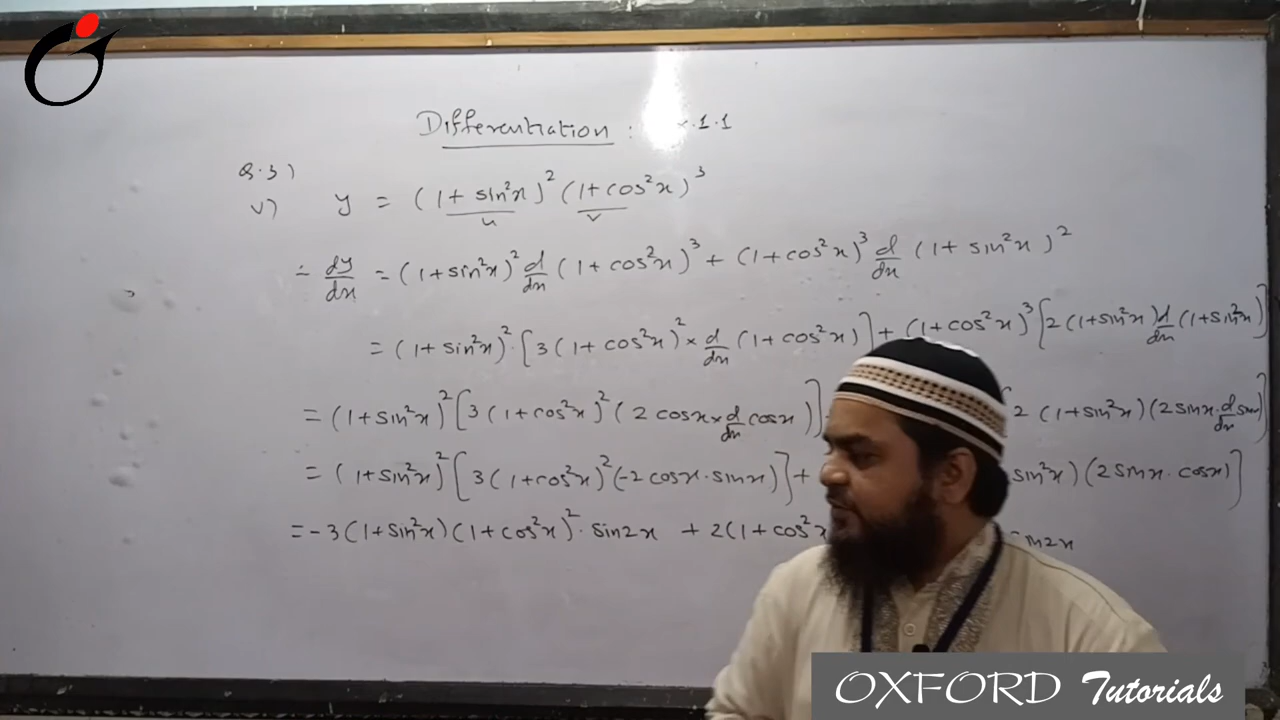 Differentiation : x.1.1
Q.3)
v) y = (1 + sin²x)² (1 + cos²x)³
u v
∴ dy/dx = (1 + sin²x)² d/dx (1 + cos²x)³ + (1 + cos²x)³ d/dx (1 + sin²x)²
= (1 + sin²x)² · [3(1 + cos²x)² × d/dx (1 + cos²x)] + (1 + cos²x)³ [2(1 + sin²x) d/dx (1 + sin²x)]
= (1 + sin²x)² [3(1 + cos²x)² (2 cosx × d/dx cosx)] 2 (1 + sin²x) (2 sinx · d/dx sinx)]
= (1 + sin²x)² [3(1 + cos²x)² (-2 cosx · sinx)] + sin²x) (2 sinx · cosx)]
= -3 (1 + sin²x) (1 + cos²x)² · sin2x + 2(1 + cos²x in2x
OXFORD Tutorials